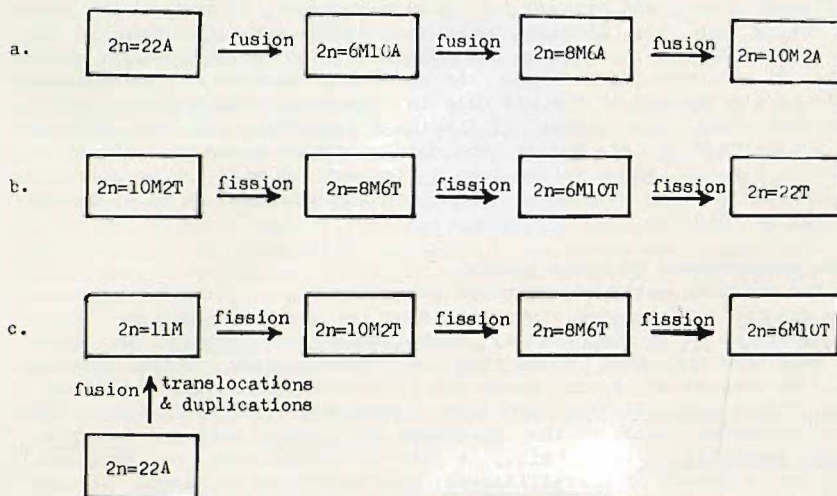 a. 2n=22A fusion 2n=6M10A fusion 2n=8M6A fusion 2n=10M2A
b. 2n=10M2T fission 2n=8M6T fission 2n=6M10T fission 2n=22T
c. 2n=11M fission 2n=10M2T fission 2n=8M6T fission 2n=6M10T
fusion translocations
& duplications
2n=22A